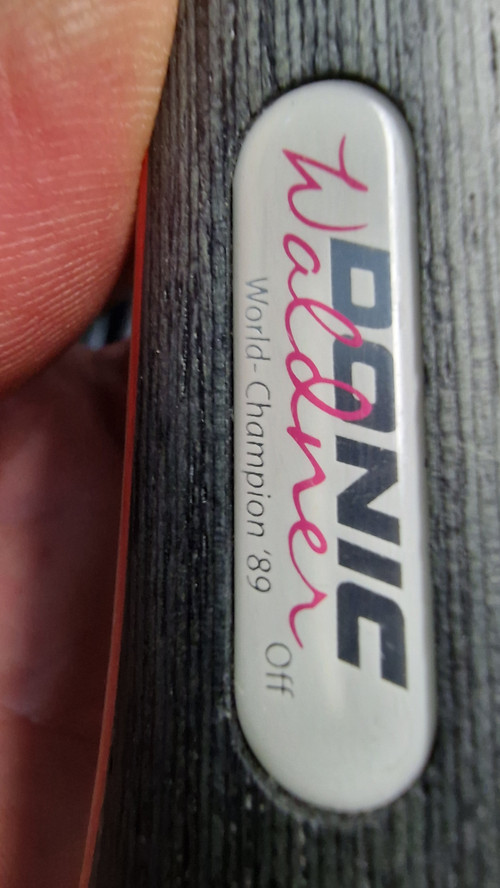 DONIC
Waldner
World-Champion '89
Off